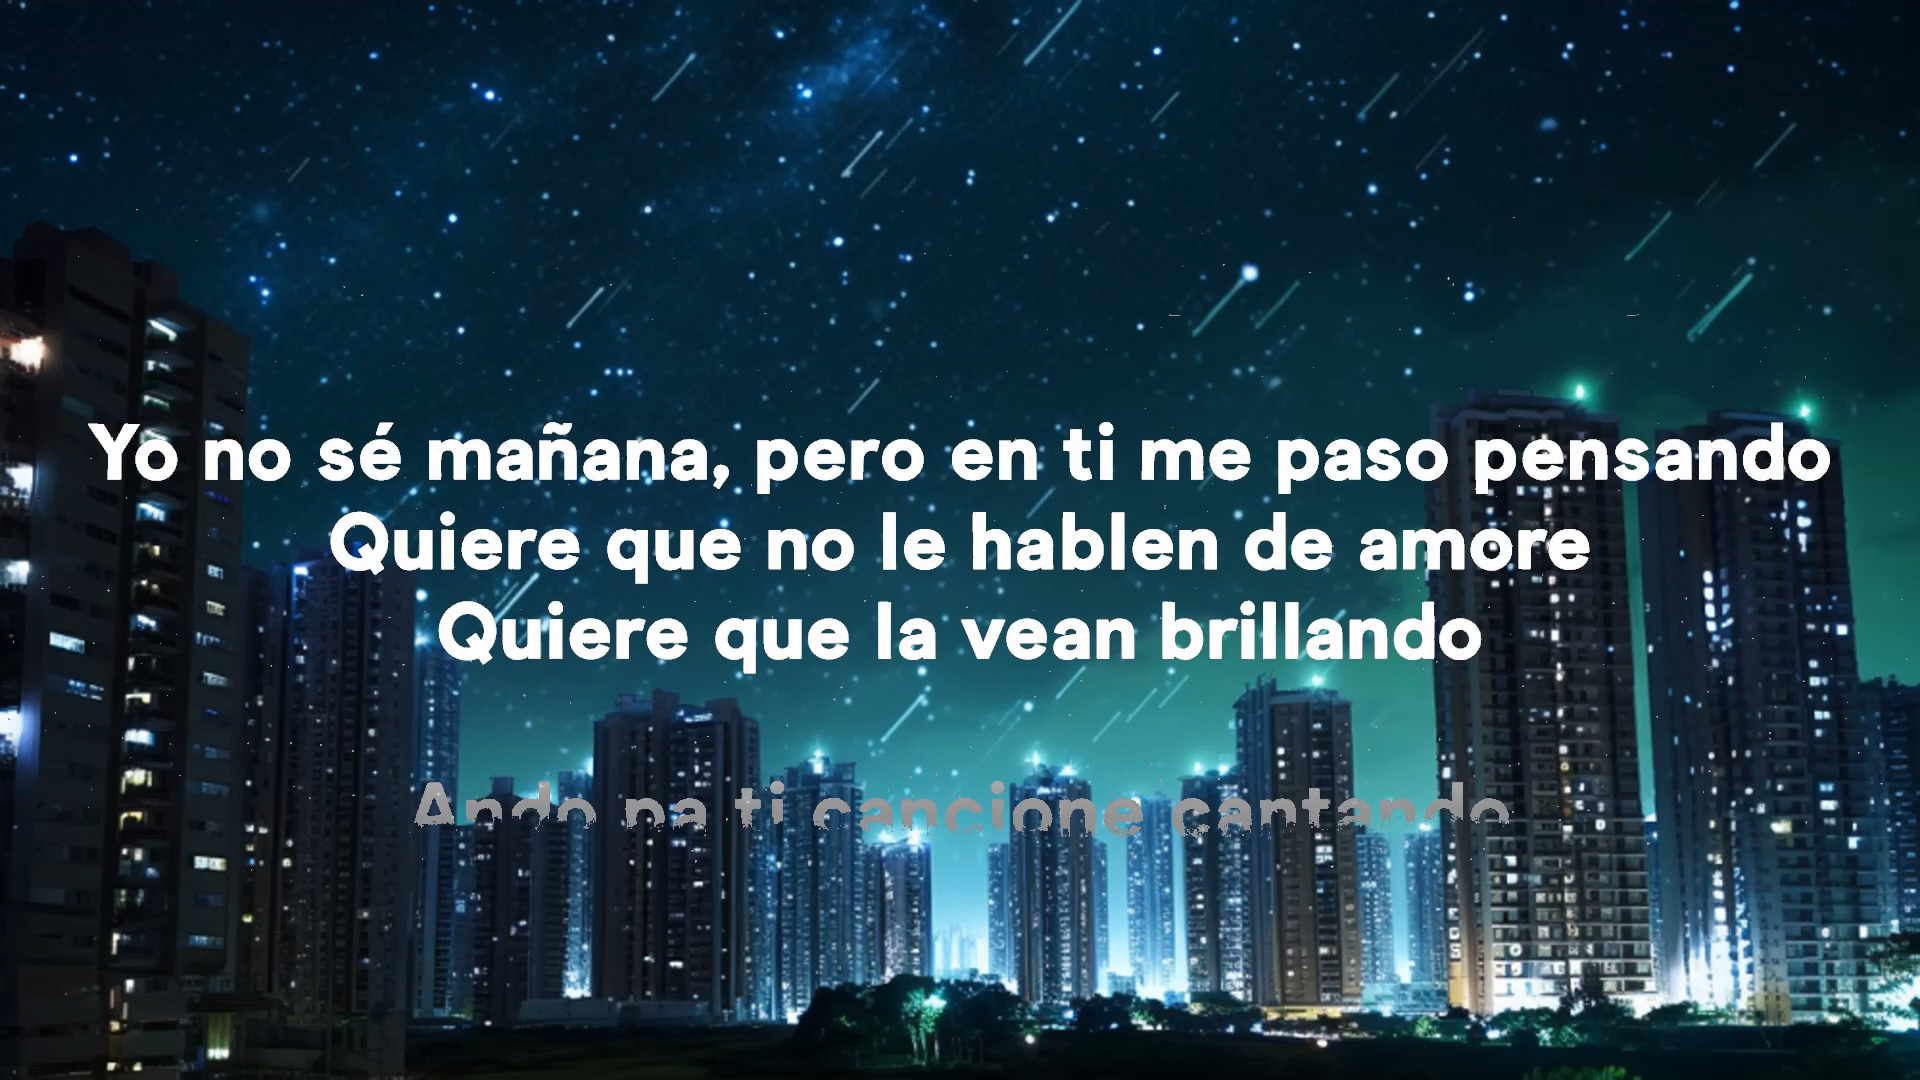 Yo no sé mañana, pero en ti me paso pensando
Quiere que no le hablen de amore
Quiere que la vean brillando
Ando pa ti cancione cantando